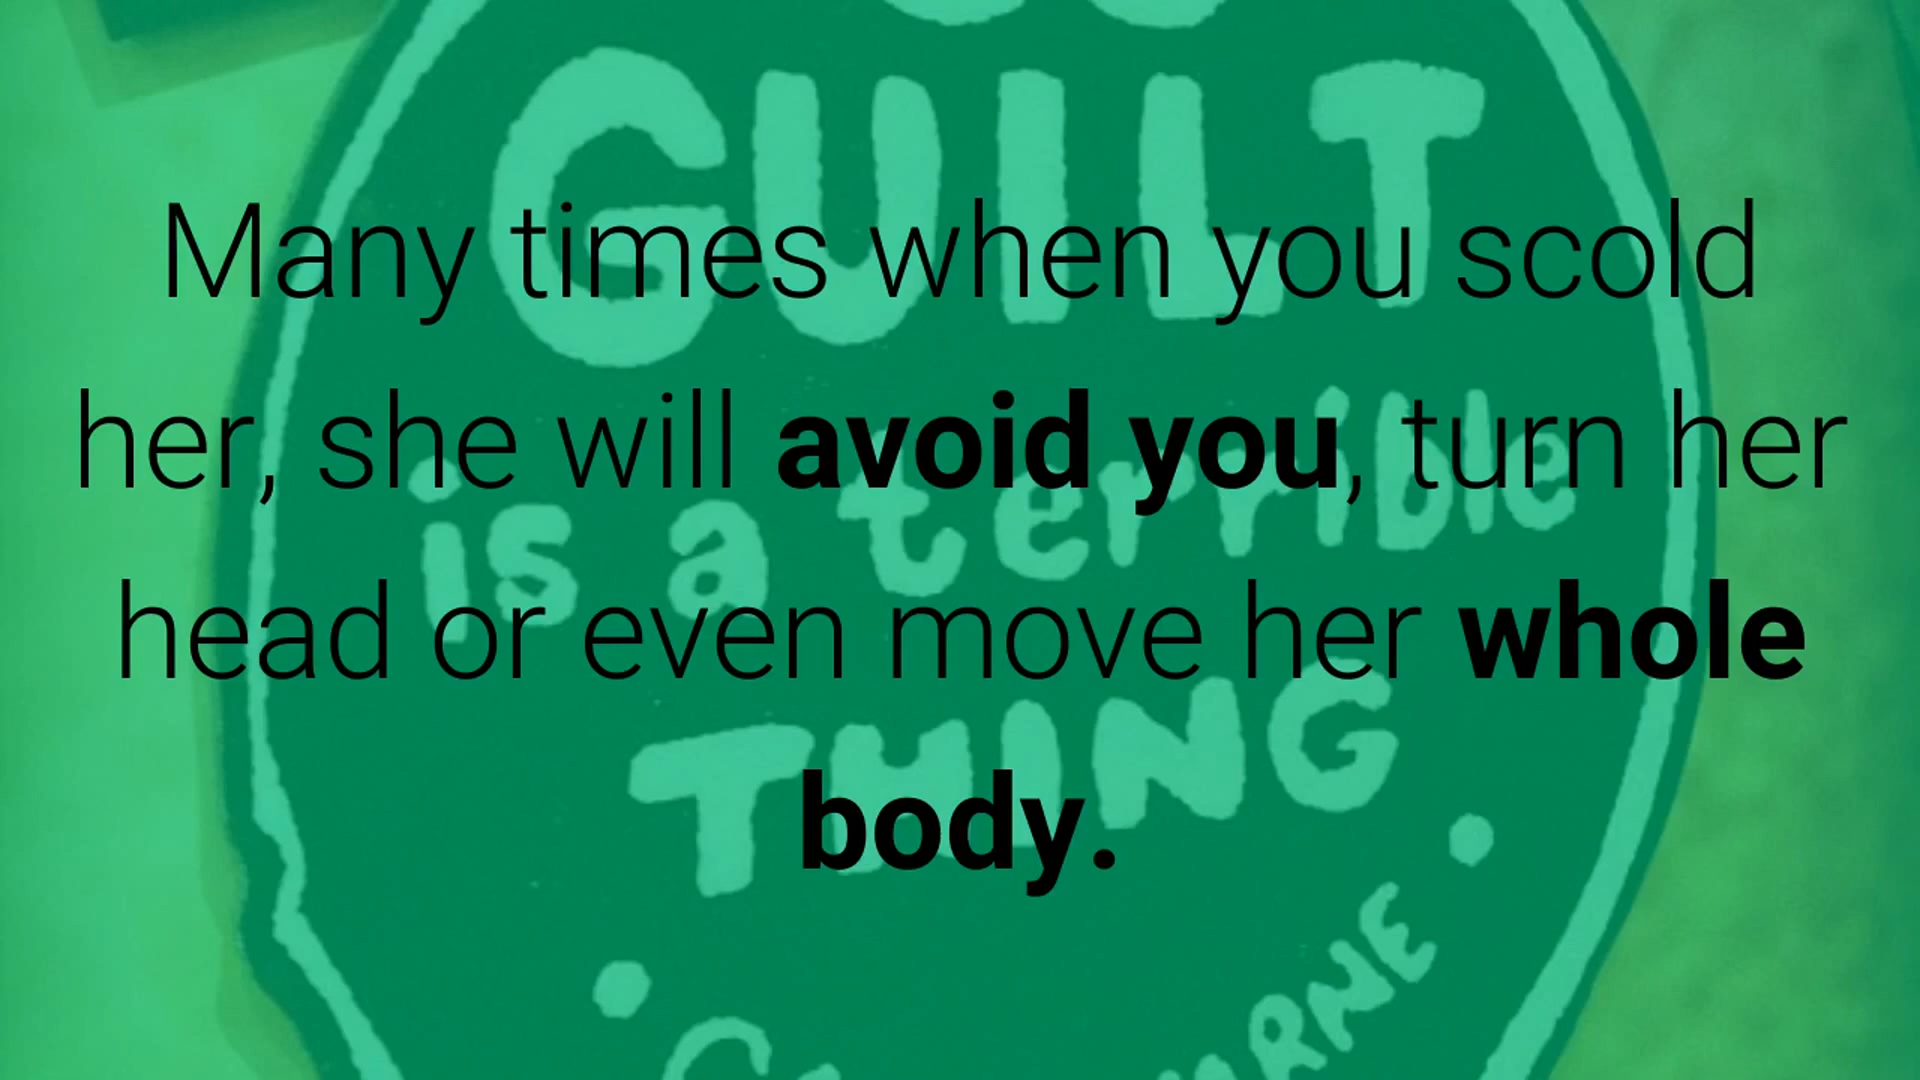 GUILT
is a terrible
THING
Many times when you scold
her, she will avoid you, turn her
head or even move her whole
body.